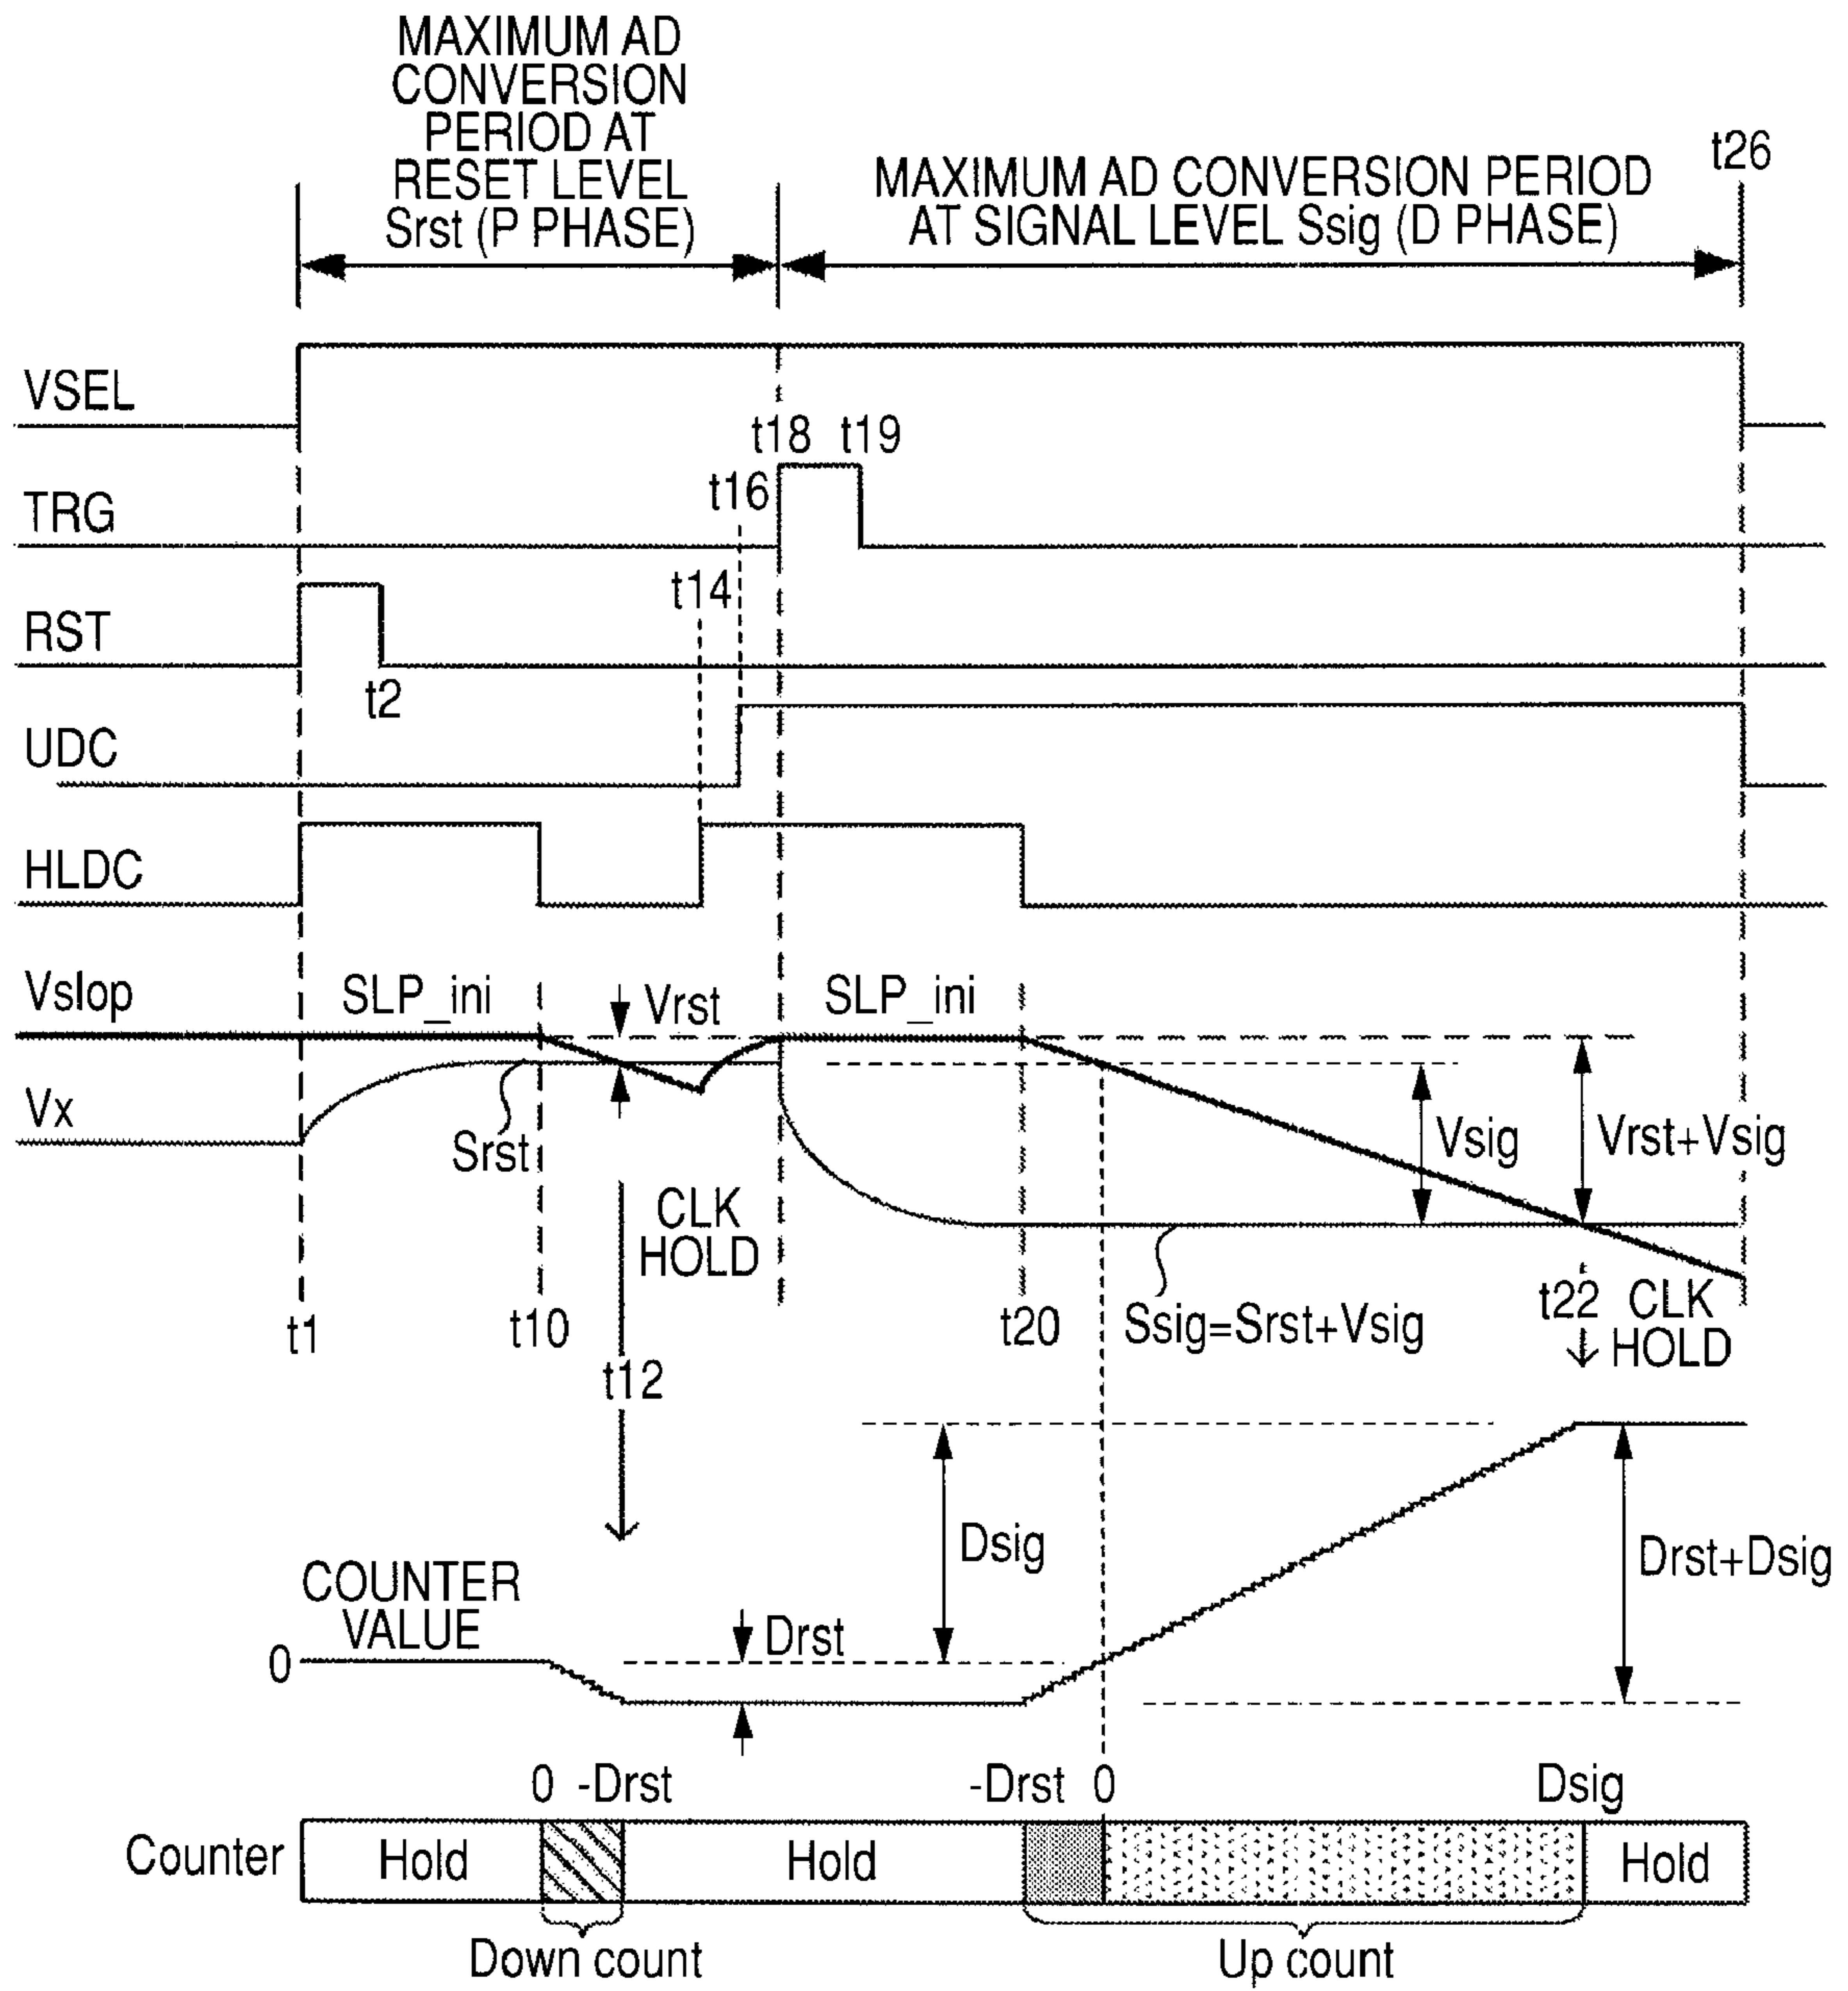 MAXIMUM AD
CONVERSION
PERIOD AT
RESET LEVEL
Srst (P PHASE)
MAXIMUM AD CONVERSION PERIOD
AT SIGNAL LEVEL Ssig (D PHASE)
t26
VSEL
t18 t19
TRG
t16
t14
RST
t2
UDC
HLDC
Vslop
SLP_ini
Vrst
SLP_ini
Vx
Srst
Vsig
Vrst+Vsig
CLK
HOLD
t1
t10
t12
t20
Ssig=Srst+Vsig
t22
CLK
HOLD
Dsig
Drst+Dsig
COUNTER
VALUE
0
Drst
0 -Drst
-Drst 0
Dsig
Counter
Hold
Hold
Hold
Down count
Up count